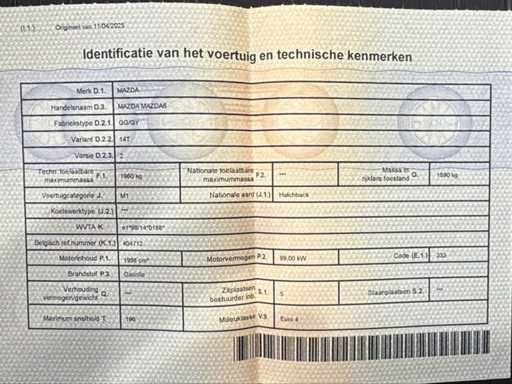 (I.1.) Origineel van 11/04/2025
Identificatie van het voertuig en technische kenmerken
Merk D.1. MAZDA
Handelsnaam D.3. MAZDA MAZDA6
Fabriekstype D.2.1. GG/GY
Variant D.2.2. 14T
Versie D.2.3. 2
Techn. toelaatbare maximummassa F.1. 1960 kg Nationale toelaatbare maximummassa F.2. --- Massa in rijklare toestand G. 1590 kg
Voertuigcategorie J. M1 Nationale aard (J.1.) Hatchback
Koetswerktype (J.2.) ---
WVTA K. e1*98/14*0188*
Belgisch ref.nummer (K.1.) 404712
Motorinhoud P.1. 1998 cm³ Motorvermogen P.2. 99,00 kW Code (E.1.) 333
Brandstof P.3. Gasolie
Verhouding vermogen/gewicht Q. --- Zitplaatsen bestuurder inb. S.1. 5 Staanplaatsen S.2. ---
Maximum snelheid T. 196 Milieuklasse V.9. Euro 4